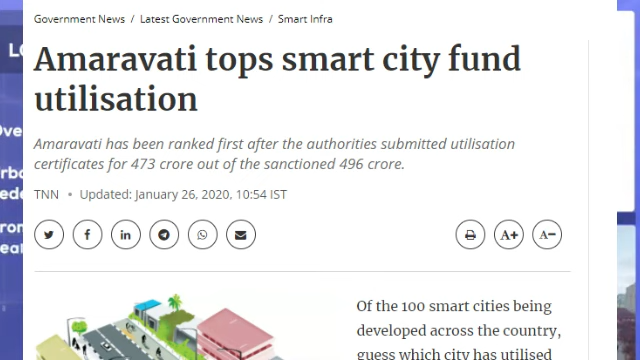 Government News / Latest Government News / Smart Infra
Amaravati tops smart city fund
utilisation
Amaravati has been ranked first after the authorities submitted utilisation
certificates for 473 crore out of the sanctioned 496 crore.
TNN • Updated: January 26, 2020, 10:54 IST
A+
A−
Of the 100 smart cities being
developed across the country,
guess which city has utilised